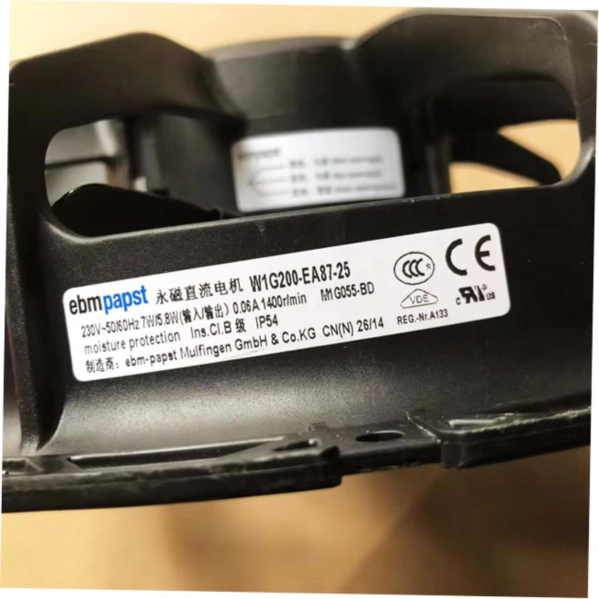 ebmpapst 永磁直流电机 W1G200-EA87-25
230V~50/60Hz 7W/5.8W(输入/输出) 0.06A 1400r/min M1G055-BD
moisture protection Ins.Cl.B 级 IP54
制造商: ebm-papst Mulfingen GmbH & Co.KG CN(N) 26/14
CCC CE
VDE
REG.-Nr.A133